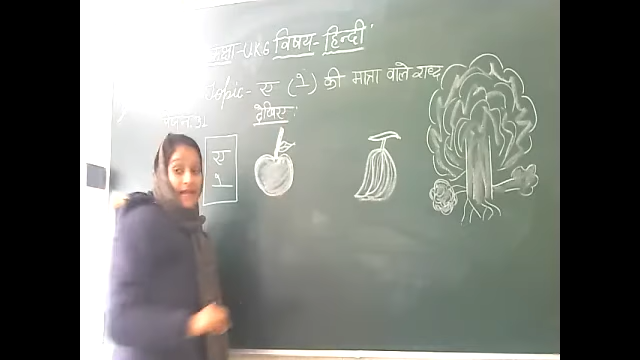 कक्षा-UKG विषय- हिन्दी
Topic - ए ( े) की मात्रा वाले शब्द
देखिए :
ए
े